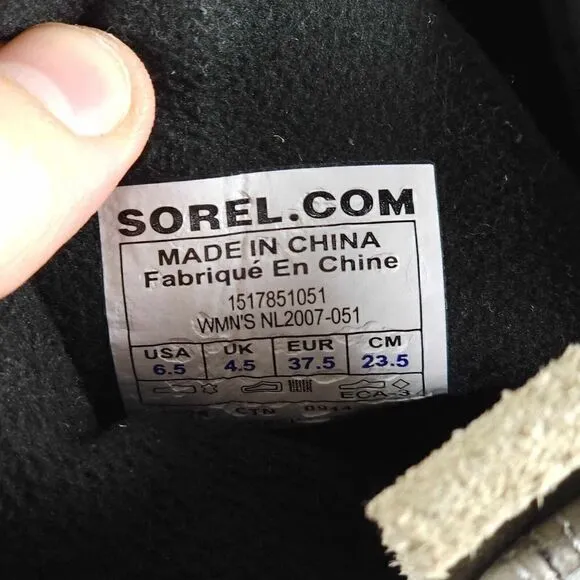 SOREL.COM
MADE IN CHINA
Fabriqué En Chine
1517851051
WMN'S NL2007-051
USA UK EUR CM
6.5 4.5 37.5 23.5
ECA-3
CTN